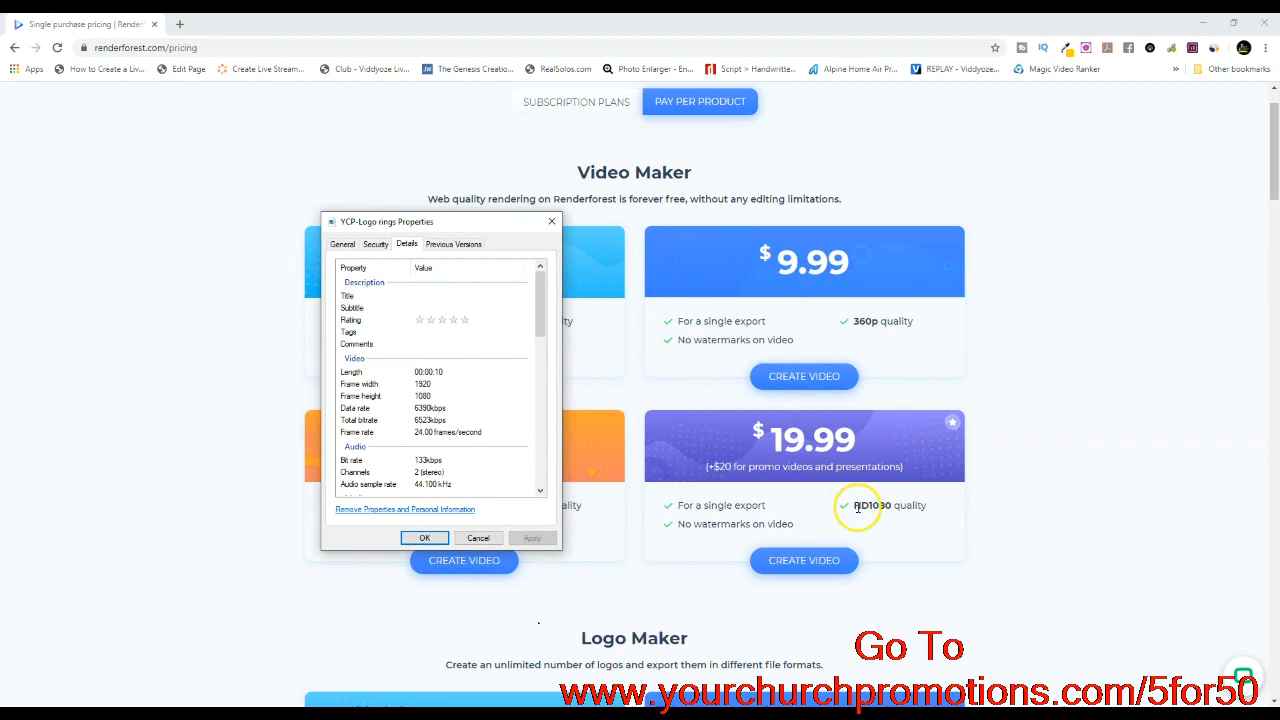 Single purchase pricing | Renderf
renderforest.com/pricing
Apps
How to Create a Liv...
Edit Page
Create Live Stream...
Club - Viddyoze Liv...
The Genesis Creatio...
RealSolos.com
Photo Enlarger - En...
Script > Handwritte...
Alpine Home Air Pr...
REPLAY - Viddyoze...
Magic Video Ranker
»
Other bookmarks
SUBSCRIPTION PLANS
PAY PER PRODUCT
Video Maker
Web quality rendering on Renderforest is forever free, without any editing limitations.
YCP-Logo rings Properties
General
Security
Details
Previous Versions
Property
Value
Description
Title
Subtitle
Rating
Tags
Comments
Video
Length
00:00:10
Frame width
1920
Frame height
1080
Data rate
6390kbps
Total bitrate
6523kbps
Frame rate
24.00 frames/second
Audio
Bit rate
133kbps
Channels
2 (stereo)
Audio sample rate
44.100 kHz
Remove Properties and Personal Information
OK
Cancel
Apply
$ 9.99
For a single export
360p quality
No watermarks on video
CREATE VIDEO
$ 19.99
(+$20 for promo videos and presentations)
For a single export
HD1080 quality
No watermarks on video
CREATE VIDEO
CREATE VIDEO
Logo Maker
Create an unlimited number of logos and export them in different file formats.
Go To
www.yourchurchpromotions.com/5for50